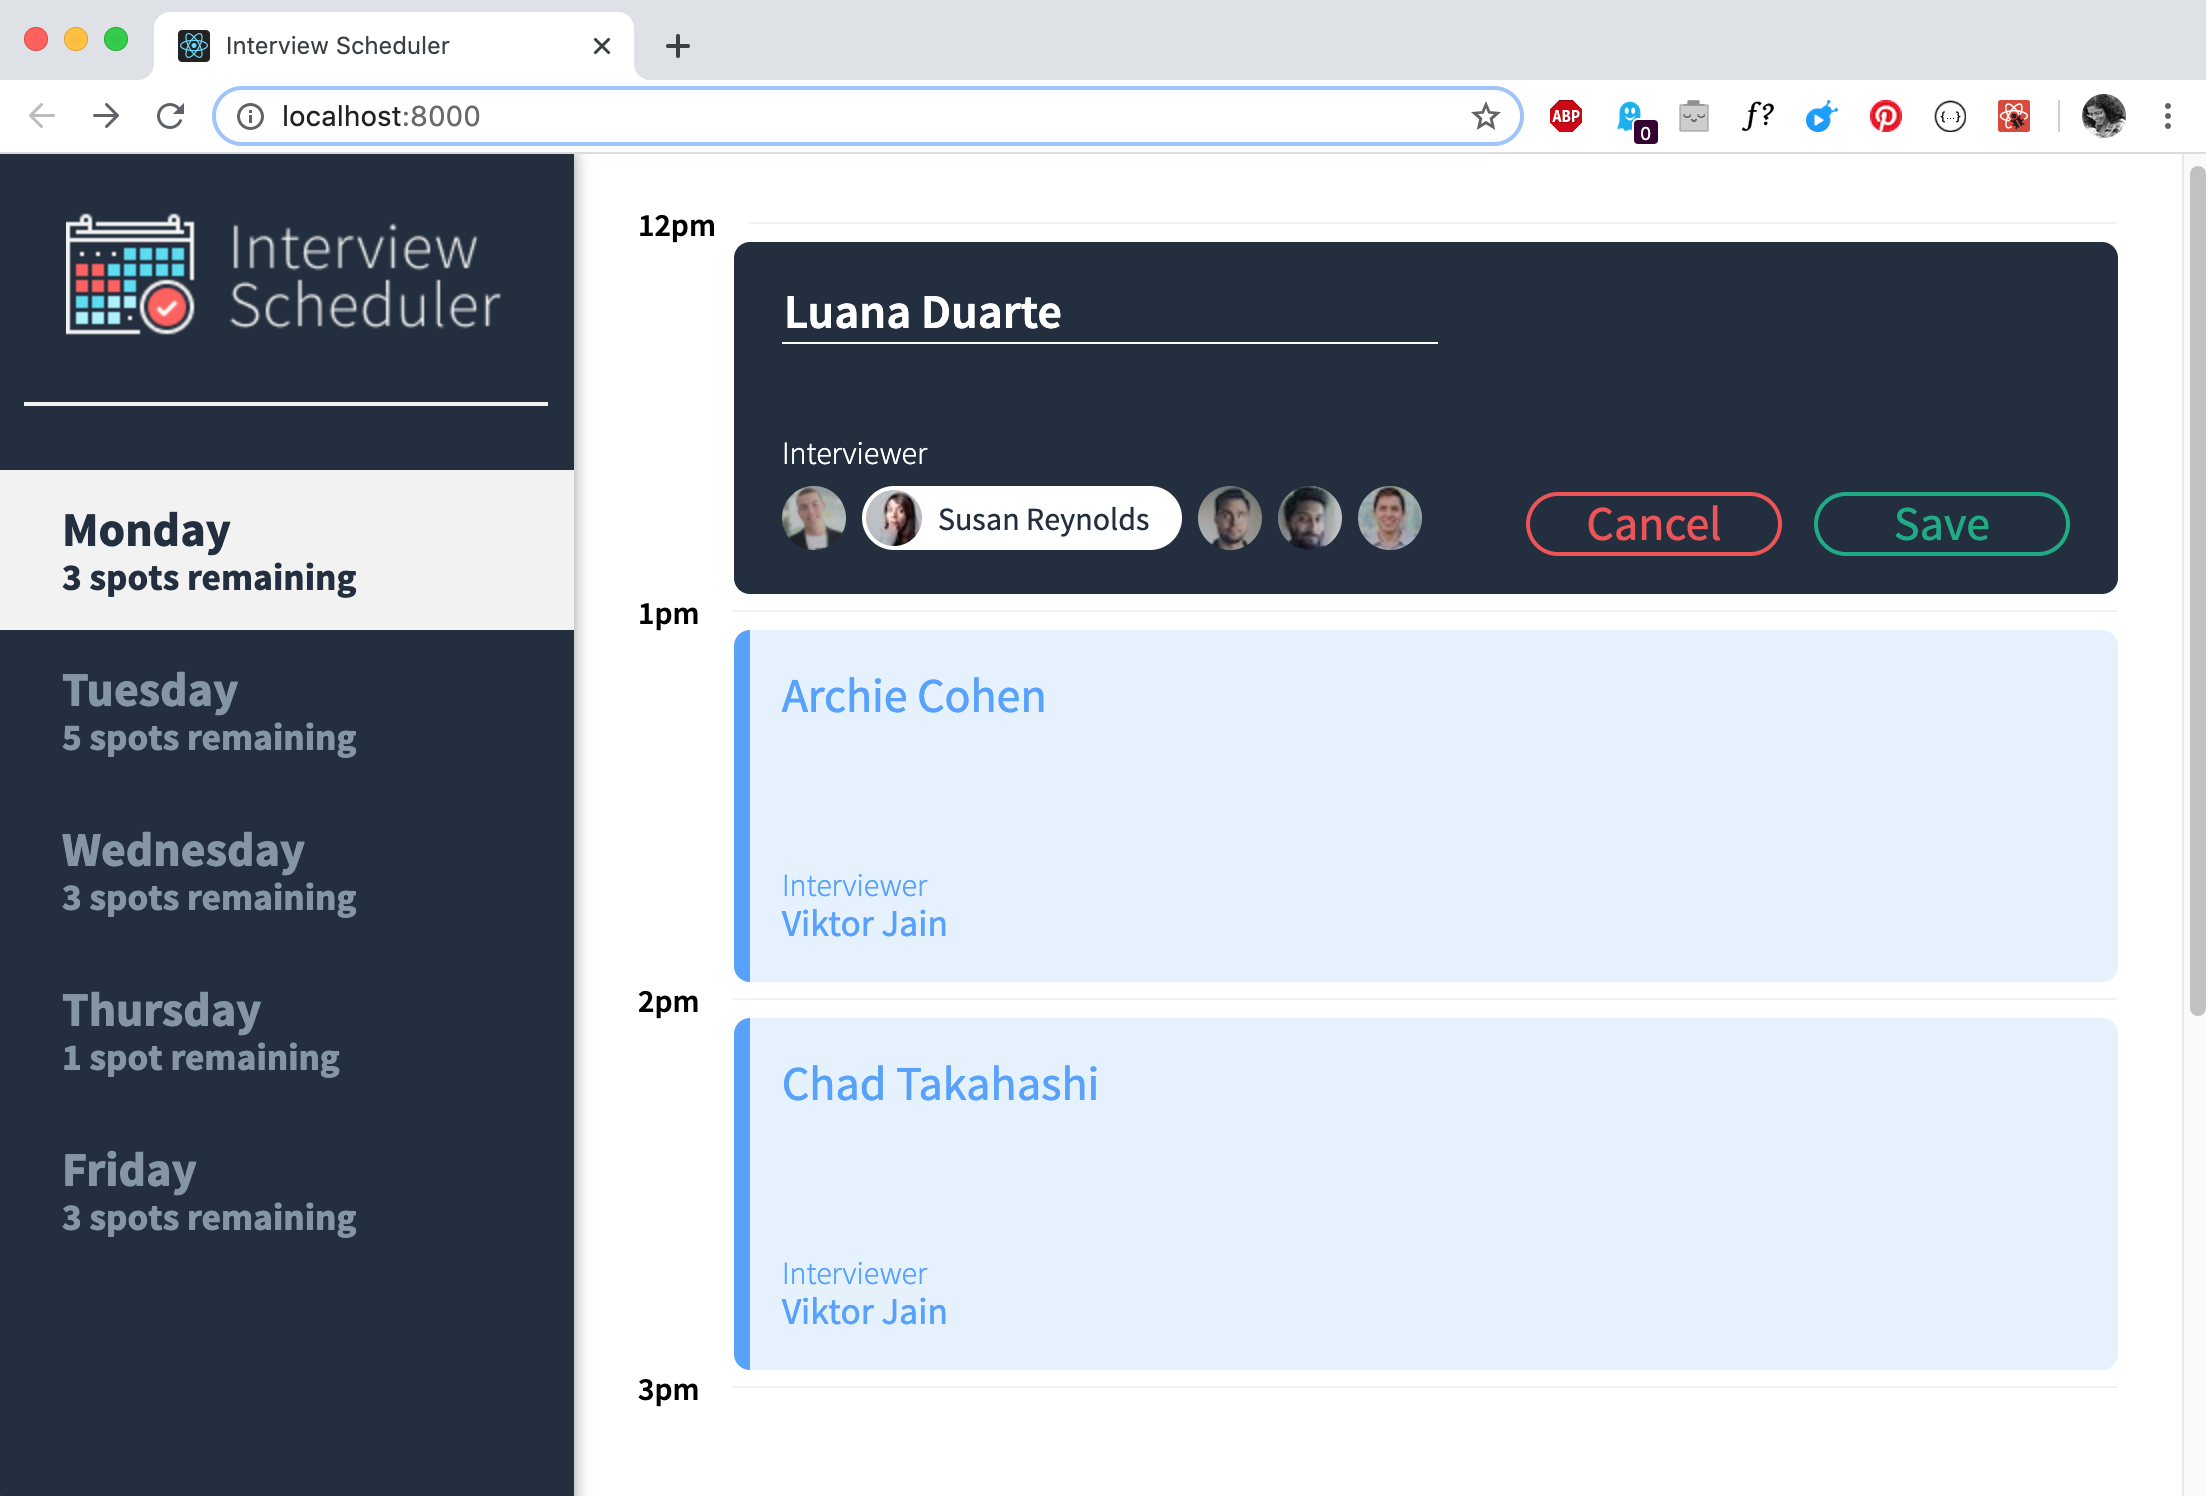 Interview Scheduler
localhost:8000
ABP
0
f?
{...}
Interview
Scheduler
Monday
3 spots remaining
Tuesday
5 spots remaining
Wednesday
3 spots remaining
Thursday
1 spot remaining
Friday
3 spots remaining
12pm
Luana Duarte
Interviewer
Susan Reynolds
Cancel
Save
1pm
Archie Cohen
Interviewer
Viktor Jain
2pm
Chad Takahashi
Interviewer
Viktor Jain
3pm